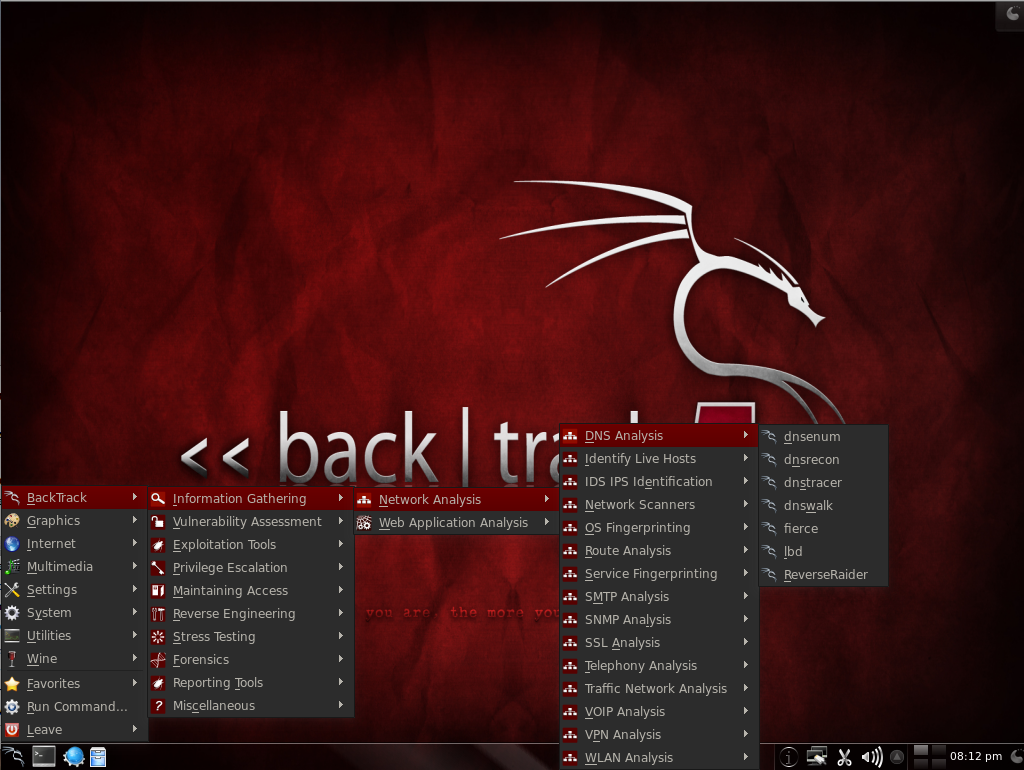 << back | tra
you are, the more you
BackTrack
Graphics
Internet
Multimedia
Settings
System
Utilities
Wine
Favorites
Run Command...
Leave
Information Gathering
Vulnerability Assessment
Exploitation Tools
Privilege Escalation
Maintaining Access
Reverse Engineering
Stress Testing
Forensics
Reporting Tools
Miscellaneous
Network Analysis
Web Application Analysis
DNS Analysis
Identify Live Hosts
IDS IPS Identification
Network Scanners
OS Fingerprinting
Route Analysis
Service Fingerprinting
SMTP Analysis
SNMP Analysis
SSL Analysis
Telephony Analysis
Traffic Network Analysis
VOIP Analysis
VPN Analysis
WLAN Analysis
dnsenum
dnsrecon
dnstracer
dnswalk
fierce
lbd
ReverseRaider
08:12 pm